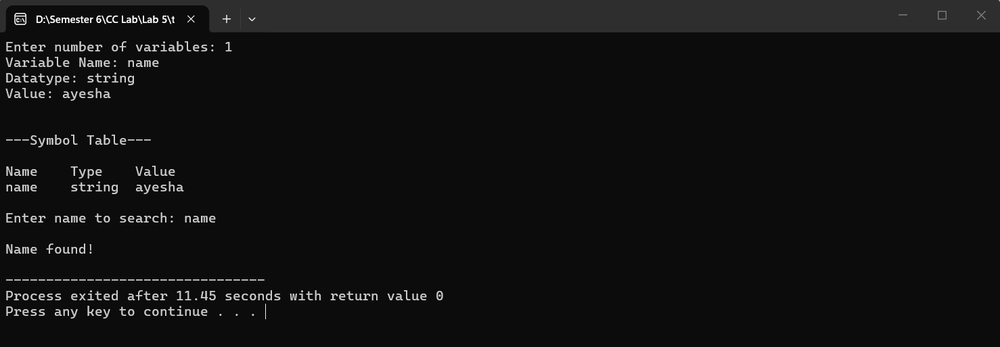 D:\Semester 6\CC Lab\Lab 5\t
Enter number of variables: 1
Variable Name: name
Datatype: string
Value: ayesha
---Symbol Table---
Name    Type    Value
name    string  ayesha
Enter name to search: name
Name found!
--------------------------------
Process exited after 11.45 seconds with return value 0
Press any key to continue . . .